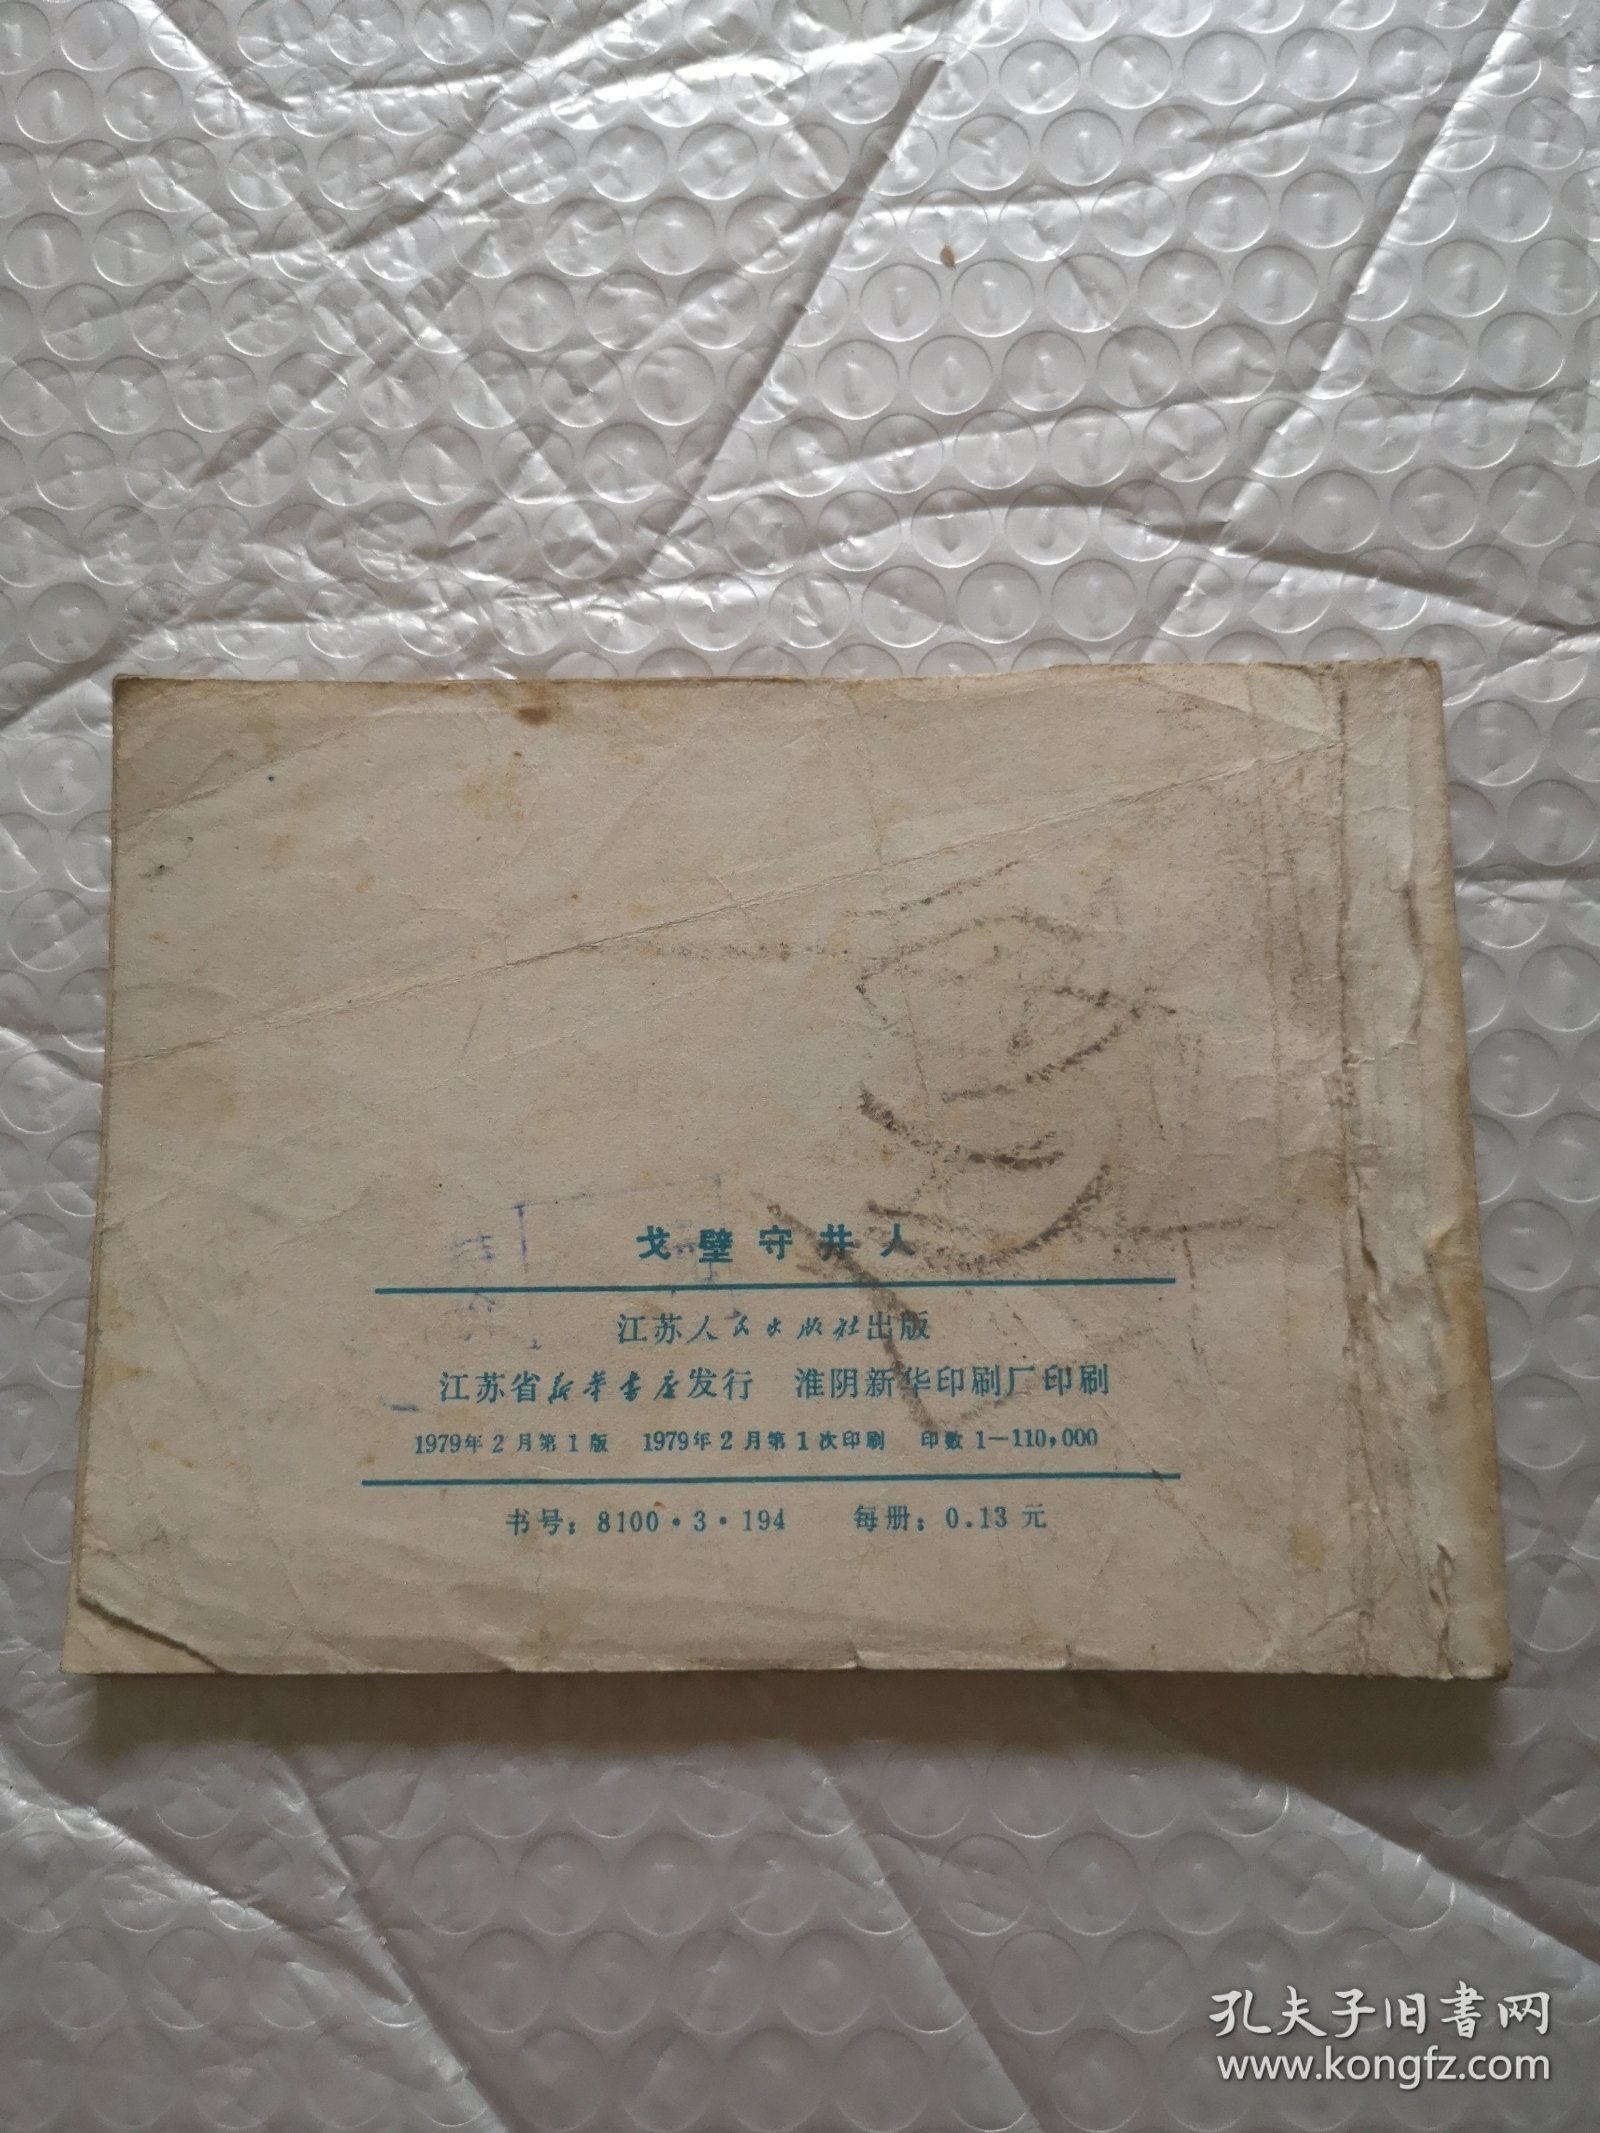 戈壁守井人
江苏人民出版社出版
江苏省新华书店发行　淮阴新华印刷厂印刷
1979年2月第1版　1979年2月第1次印刷　印数1—110,000
书号：8100·3·194　每册：0.13元
孔夫子旧书网
www.kongfz.com